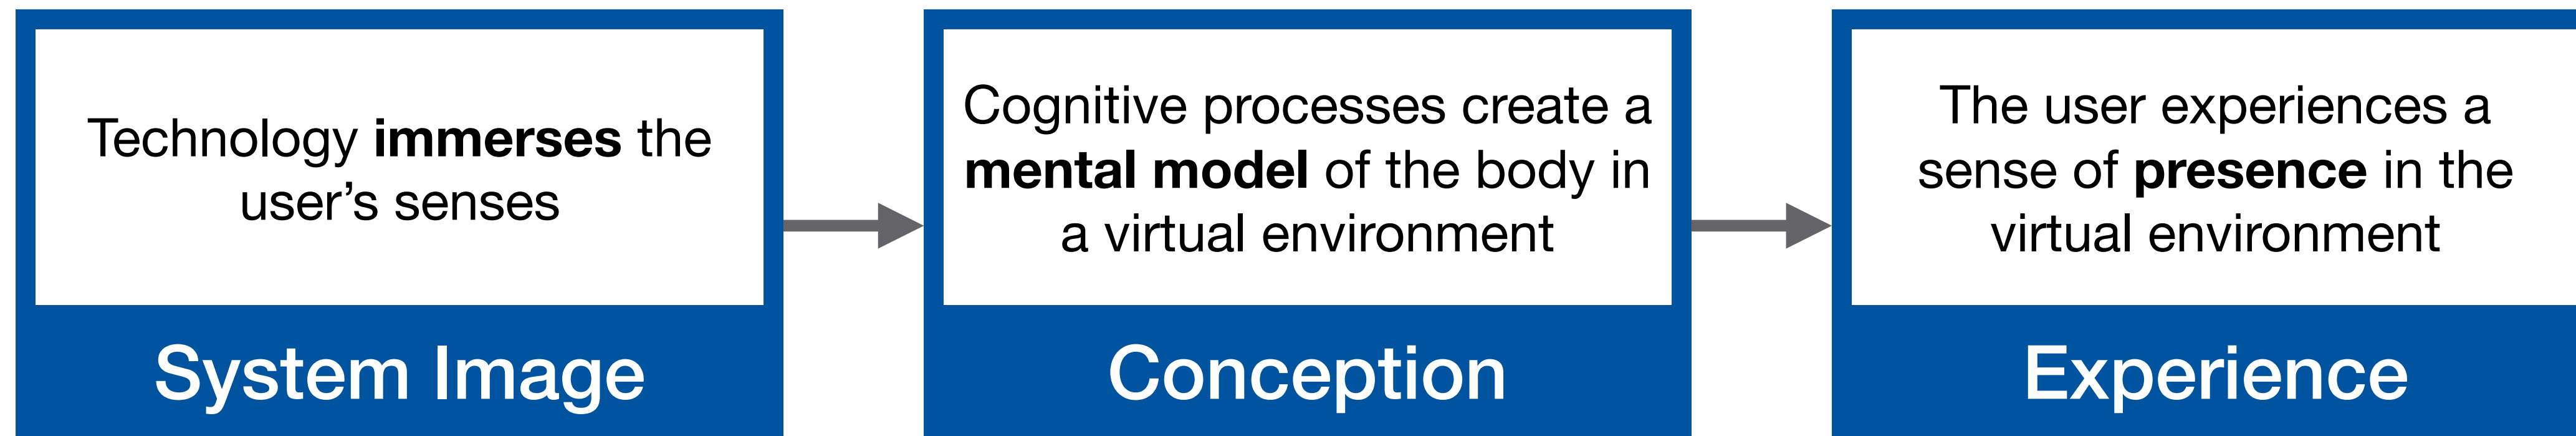 Technology immerses the
user’s senses
System Image
Cognitive processes create a
mental model of the body in
a virtual environment
Conception
The user experiences a
sense of presence in the
virtual environment
Experience